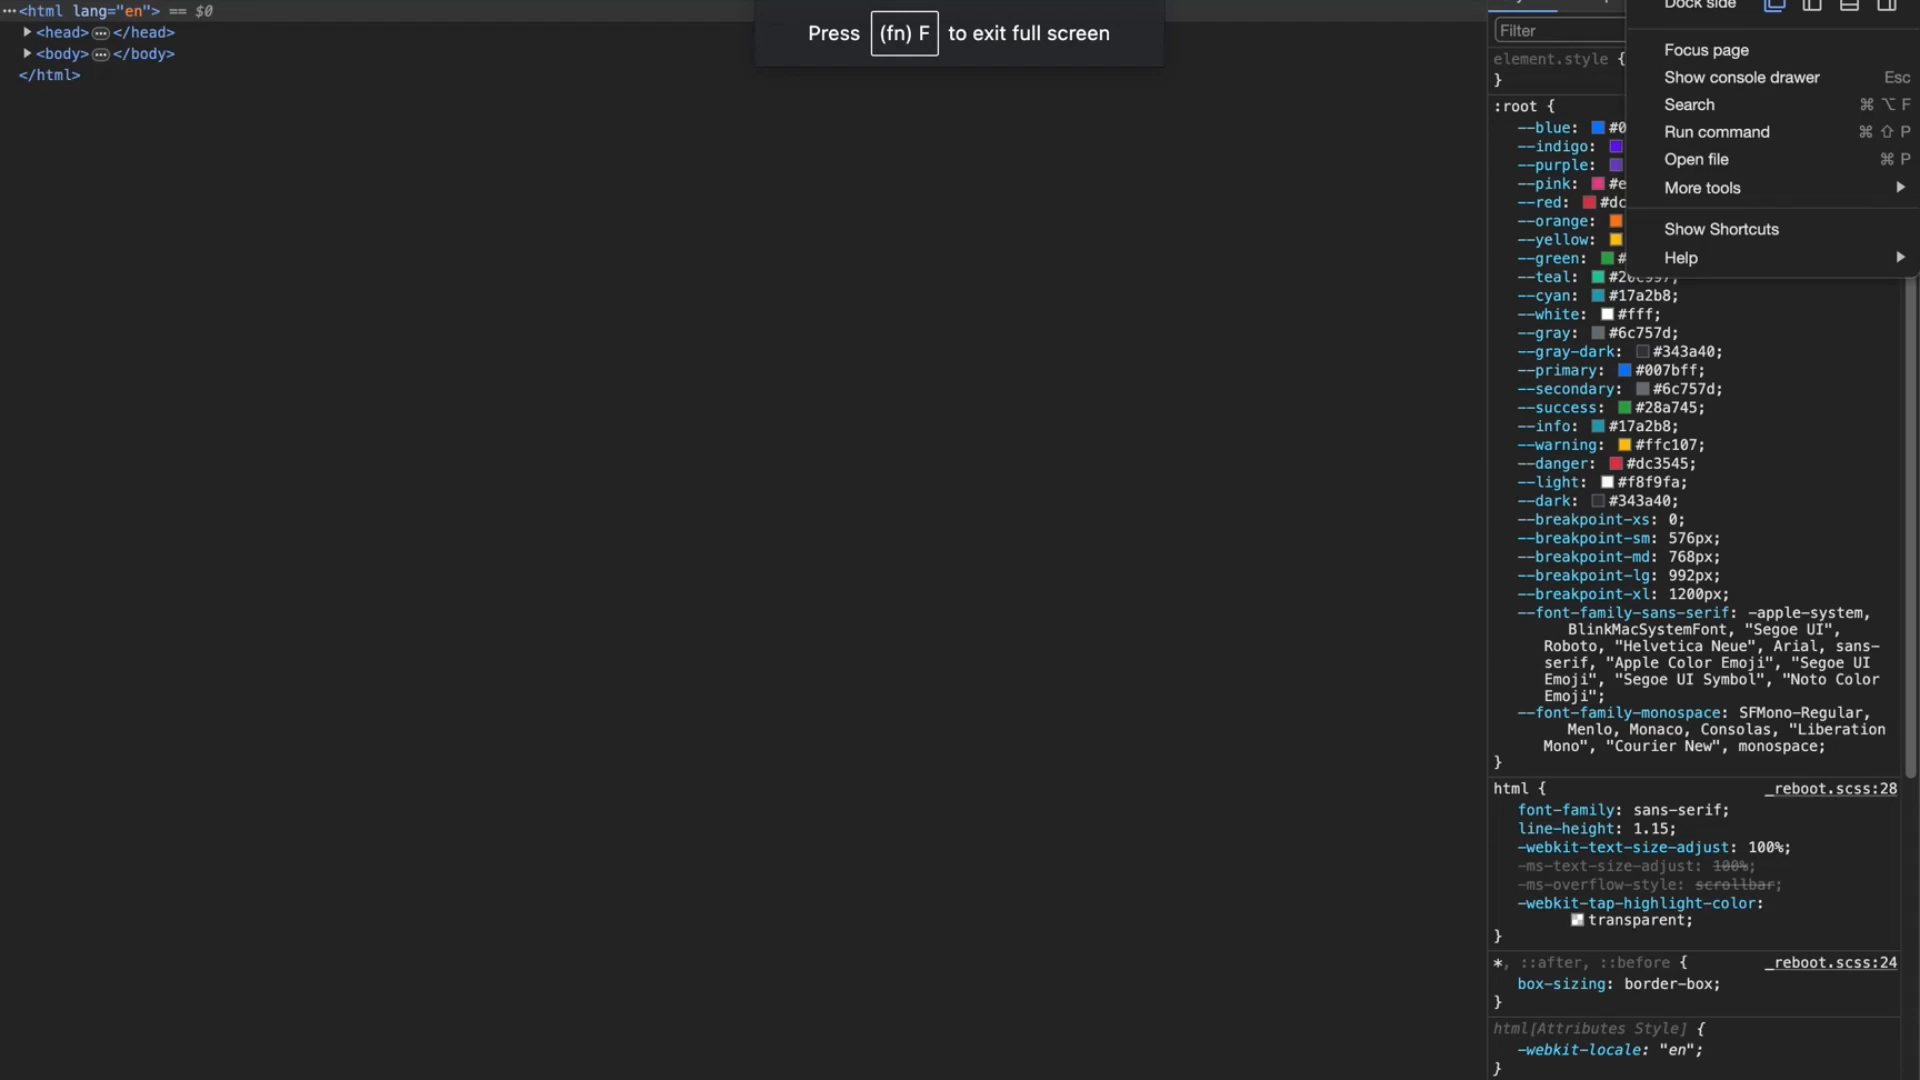 <html lang="en"> == $0
<head> </head>
<body> </body>
</html>
Press (fn) F to exit full screen
Filter
element.style {
}
:root {
--blue: #0
--indigo:
--purple:
--pink: #e
--red: #dc
--orange:
--yellow:
--green: #
--teal: #20c997;
--cyan: #17a2b8;
--white: #fff;
--gray: #6c757d;
--gray-dark: #343a40;
--primary: #007bff;
--secondary: #6c757d;
--success: #28a745;
--info: #17a2b8;
--warning: #ffc107;
--danger: #dc3545;
--light: #f8f9fa;
--dark: #343a40;
--breakpoint-xs: 0;
--breakpoint-sm: 576px;
--breakpoint-md: 768px;
--breakpoint-lg: 992px;
--breakpoint-xl: 1200px;
--font-family-sans-serif: -apple-system,
BlinkMacSystemFont, "Segoe UI",
Roboto, "Helvetica Neue", Arial, sans-
serif, "Apple Color Emoji", "Segoe UI
Emoji", "Segoe UI Symbol", "Noto Color
Emoji";
--font-family-monospace: SFMono-Regular,
Menlo, Monaco, Consolas, "Liberation
Mono", "Courier New", monospace;
}
html { _reboot.scss:28
font-family: sans-serif;
line-height: 1.15;
-webkit-text-size-adjust: 100%;
-ms-text-size-adjust: 100%;
-ms-overflow-style: scrollbar;
-webkit-tap-highlight-color:
transparent;
}
*, ::after, ::before { _reboot.scss:24
box-sizing: border-box;
}
html[Attributes Style] {
-webkit-locale: "en";
}
Dock side
Focus page
Show console drawer Esc
Search ⌘ ⌥ F
Run command ⌘ ⇧ P
Open file ⌘ P
More tools
Show Shortcuts
Help